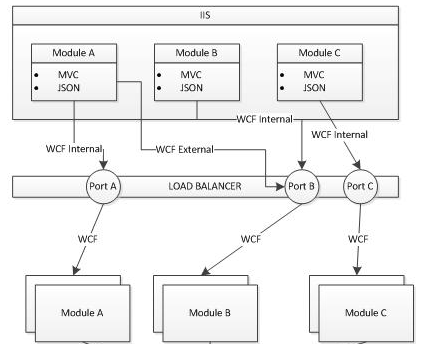 IIS
Module A
MVC
JSON
Module B
MVC
JSON
Module C
MVC
JSON
WCF Internal
WCF Internal
WCF Internal
WCF External
Port A
LOAD BALANCER
Port B
Port C
WCF
WCF
WCF
Module A
Module B
Module C